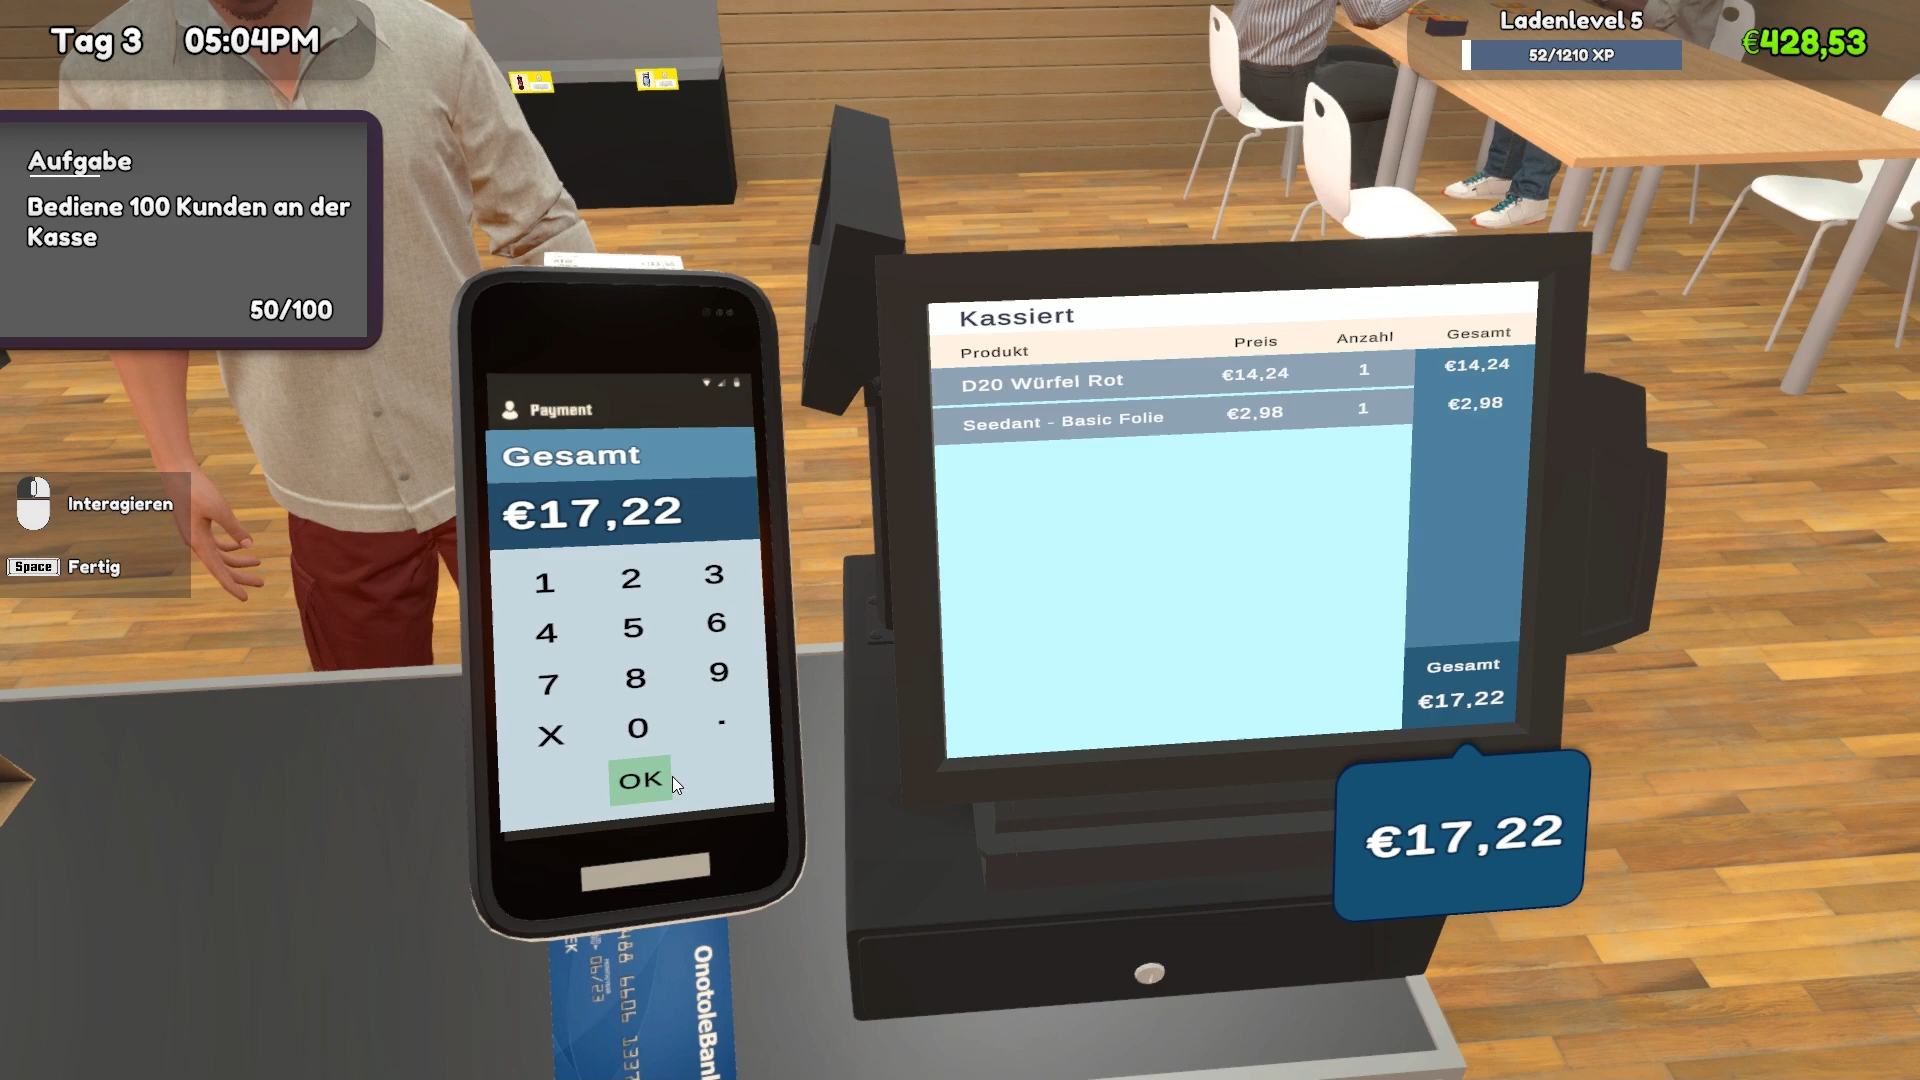 Tag 3 05:04PM
Ladenlevel 5
52/1210 XP
€428,53
Aufgabe
Bediene 100 Kunden an der
Kasse
50/100
Interagieren
Space Fertig
Payment
Gesamt
€17,22
1 2 3
4 5 6
7 8 9
X 0 .
OK
Kassiert
Produkt Preis Anzahl Gesamt
D20 Würfel Rot €14,24 1 €14,24
Seedant - Basic Folie €2,98 1 €2,98
Gesamt
€17,22
€17,22
OnotoleBank
06/23